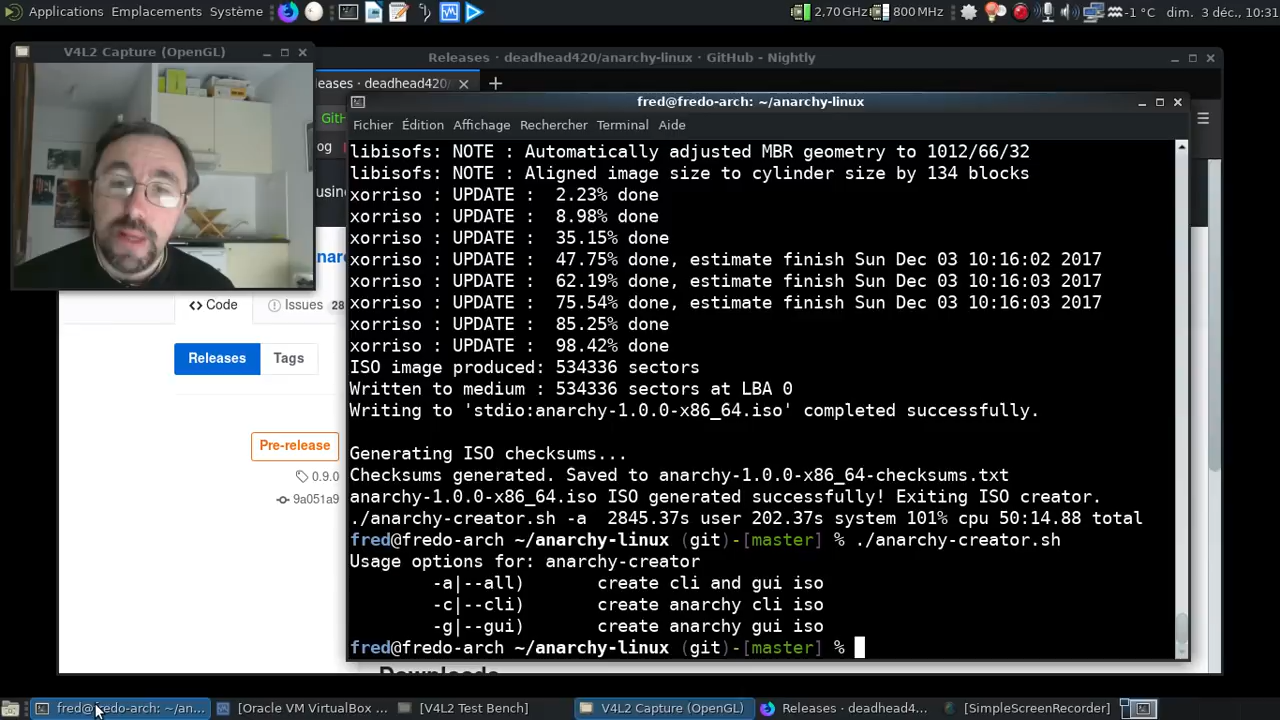 Applications Emplacements Système 2,70 GHz 800 MHz -1 °C dim. 3 déc., 10:31
V4L2 Capture (OpenGL)
Releases · deadhead420/anarchy-linux · GitHub - Nightly
eases · deadhead420/
fred@fredo-arch: ~/anarchy-linux
Fichier Édition Affichage Rechercher Terminal Aide
libisofs: NOTE : Automatically adjusted MBR geometry to 1012/66/32
libisofs: NOTE : Aligned image size to cylinder size by 134 blocks
xorriso : UPDATE : 2.23% done
xorriso : UPDATE : 8.98% done
xorriso : UPDATE : 35.15% done
xorriso : UPDATE : 47.75% done, estimate finish Sun Dec 03 10:16:02 2017
xorriso : UPDATE : 62.19% done, estimate finish Sun Dec 03 10:16:03 2017
xorriso : UPDATE : 75.54% done, estimate finish Sun Dec 03 10:16:03 2017
xorriso : UPDATE : 85.25% done
xorriso : UPDATE : 98.42% done
ISO image produced: 534336 sectors
Written to medium : 534336 sectors at LBA 0
Writing to 'stdio:anarchy-1.0.0-x86_64.iso' completed successfully.
Generating ISO checksums...
Checksums generated. Saved to anarchy-1.0.0-x86_64-checksums.txt
anarchy-1.0.0-x86_64.iso ISO generated successfully! Exiting ISO creator.
./anarchy-creator.sh -a 2845.37s user 202.37s system 101% cpu 50:14.88 total
fred@fredo-arch ~/anarchy-linux (git)-[master] % ./anarchy-creator.sh
Usage options for: anarchy-creator
-a|--all) create cli and gui iso
-c|--cli) create anarchy cli iso
-g|--gui) create anarchy gui iso
fred@fredo-arch ~/anarchy-linux (git)-[master] %
GitH
og
usin
narc
Code Issues 28
Releases Tags
Pre-release
0.9.0
9a051a9
Downloads
fred@fredo-arch: ~/an... [Oracle VM VirtualBox ... [V4L2 Test Bench] V4L2 Capture (OpenGL) Releases · deadhead4... [SimpleScreenRecorder]